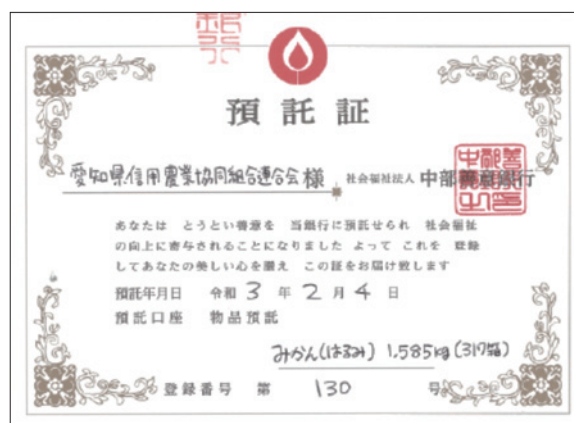 預託証
愛知県信用農業協同組合連合会様 社会福祉法人 中部善意銀行
あなたは とうとい善意を 当銀行に預託せられ 社会福祉
の向上に寄与されることになりました よって これを 登録
してあなたの美しい心を讃え この証をお届け致します
預託年月日 令和 3 年 2 月 4 日
預託口座 物品預託
みかん(はるみ) 1.585kg(317箱)
登録番号 第 130 号